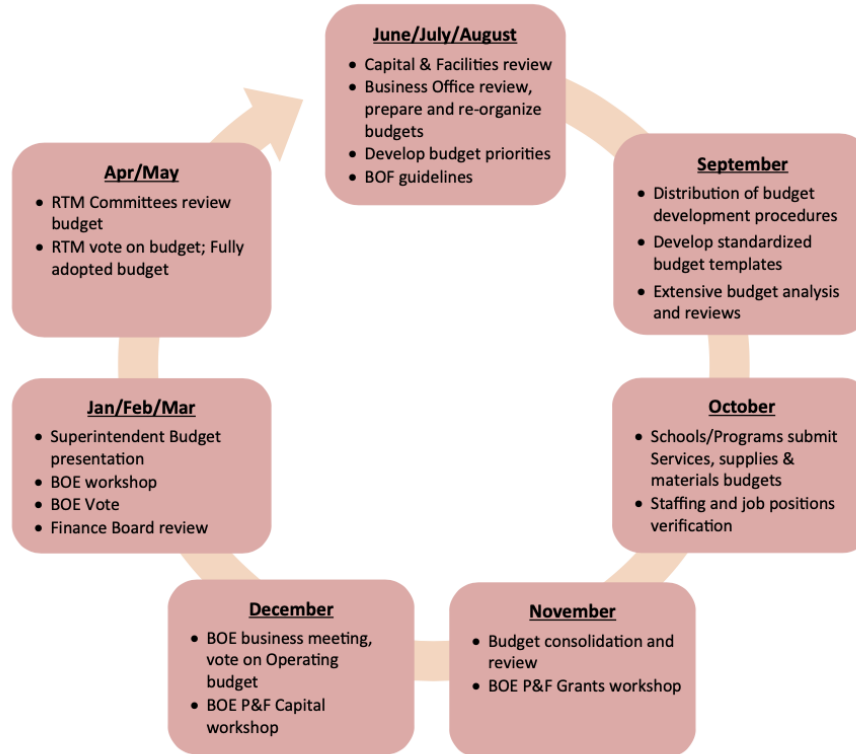 June/July/August
• Capital & Facilities review
• Business Office review,
prepare and re-organize
budgets
• Develop budget priorities
• BOF guidelines
September
• Distribution of budget
development procedures
• Develop standardized
budget templates
• Extensive budget analysis
and reviews
October
• Schools/Programs submit
Services, supplies &
materials budgets
• Staffing and job positions
verification
November
• Budget consolidation and
review
• BOE P&F Grants workshop
December
• BOE business meeting,
vote on Operating
budget
• BOE P&F Capital
workshop
Jan/Feb/Mar
• Superintendent Budget
presentation
• BOE workshop
• BOE Vote
• Finance Board review
Apr/May
• RTM Committees review
budget
• RTM vote on budget; Fully
adopted budget